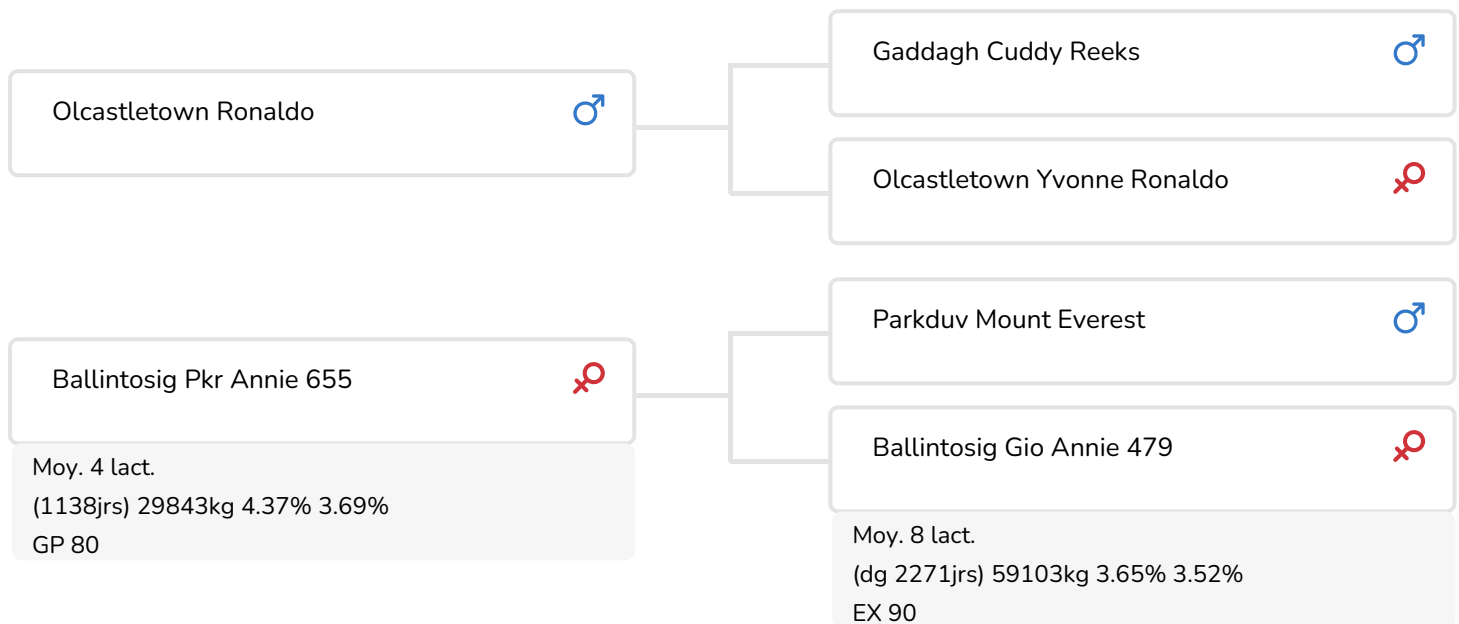 Olcastletown Ronaldo
Gaddagh Cuddy Reeks
Olcastletown Yvonne Ronaldo
Ballintosig Pkr Annie 655
Moy. 4 lact.
(1138jrs) 29843kg 4.37% 3.69%
GP 80
Parkduv Mount Everest
Ballintosig Gio Annie 479
Moy. 8 lact.
(dg 2271jrs) 59103kg 3.65% 3.52%
EX 90